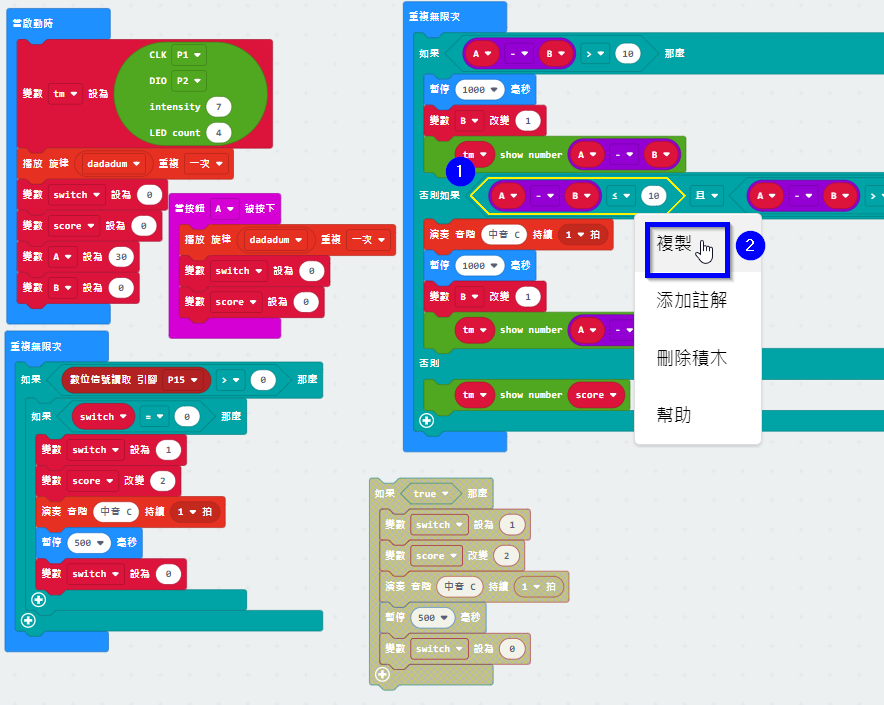 當啟動時
變數 tm 設為
CLK P1
DIO P2
intensity 7
LED count 4
播放 旋律 dadadum 重複 一次
變數 switch 設為 0
變數 score 設為 0
變數 A 設為 30
變數 B 設為 0
當按鈕 A 被按下
播放 旋律 dadadum 重複 一次
變數 switch 設為 0
變數 score 設為 0
重複無限次
如果 數位信號讀取 引腳 P15 > 0 那麼
如果 switch = 0 那麼
變數 switch 設為 1
變數 score 改變 2
演奏 音階 中音 C 持續 1 拍
暫停 500 毫秒
變數 switch 設為 0
重複無限次
如果 A - B > 10 那麼
暫停 1000 毫秒
變數 B 改變 1
tm show number A - B
1
否則如果 A - B ≤ 10 且 A - B >
演奏 音階 中音 C 持續 1 拍
暫停 1000 毫秒
變數 B 改變 1
tm show number A -
否則
tm show number score
複製
2
添加註解
刪除積木
幫助
如果 true 那麼
變數 switch 設為 1
變數 score 改變 2
演奏 音階 中音 C 持續 1 拍
暫停 500 毫秒
變數 switch 設為 0